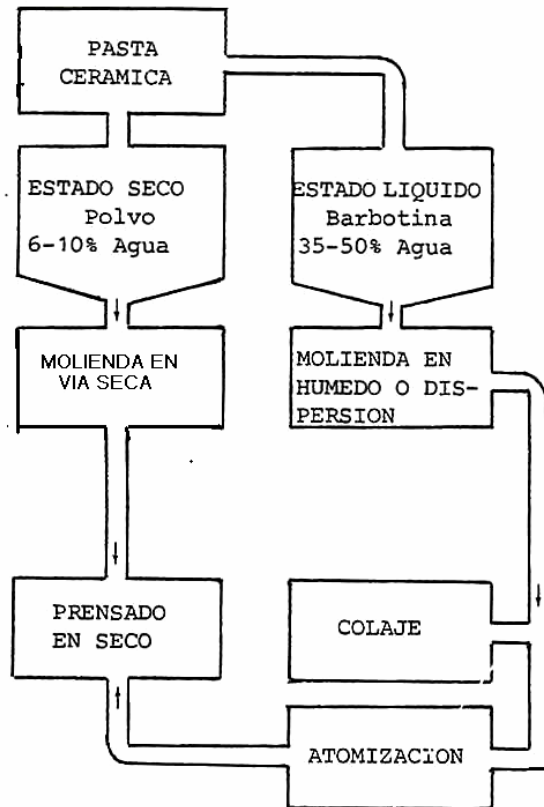 PASTA
CERAMICA
ESTADO SECO
Polvo
6-10% Agua
ESTADO LIQUIDO
Barbotina
35-50% Agua
MOLIENDA EN
VIA SECA
MOLIENDA EN
HUMEDO O DIS-
PERSION
PRENSADO
EN SECO
COLAJE
ATOMIZACION